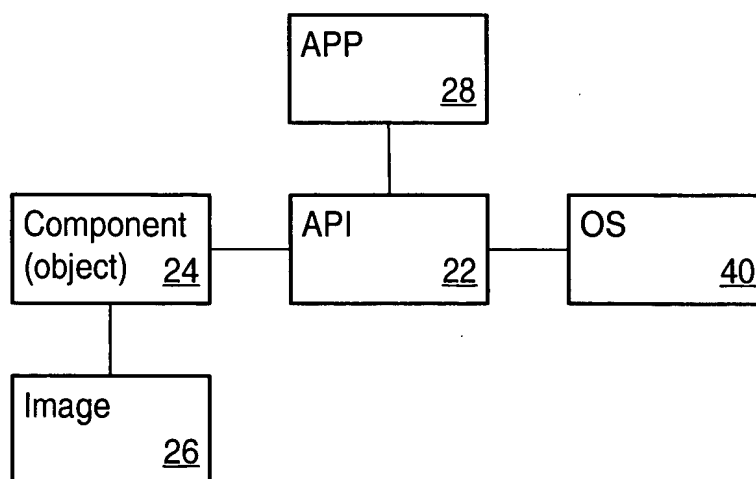 APP
28
Component
(object) 24
API
22
OS
40
Image
26